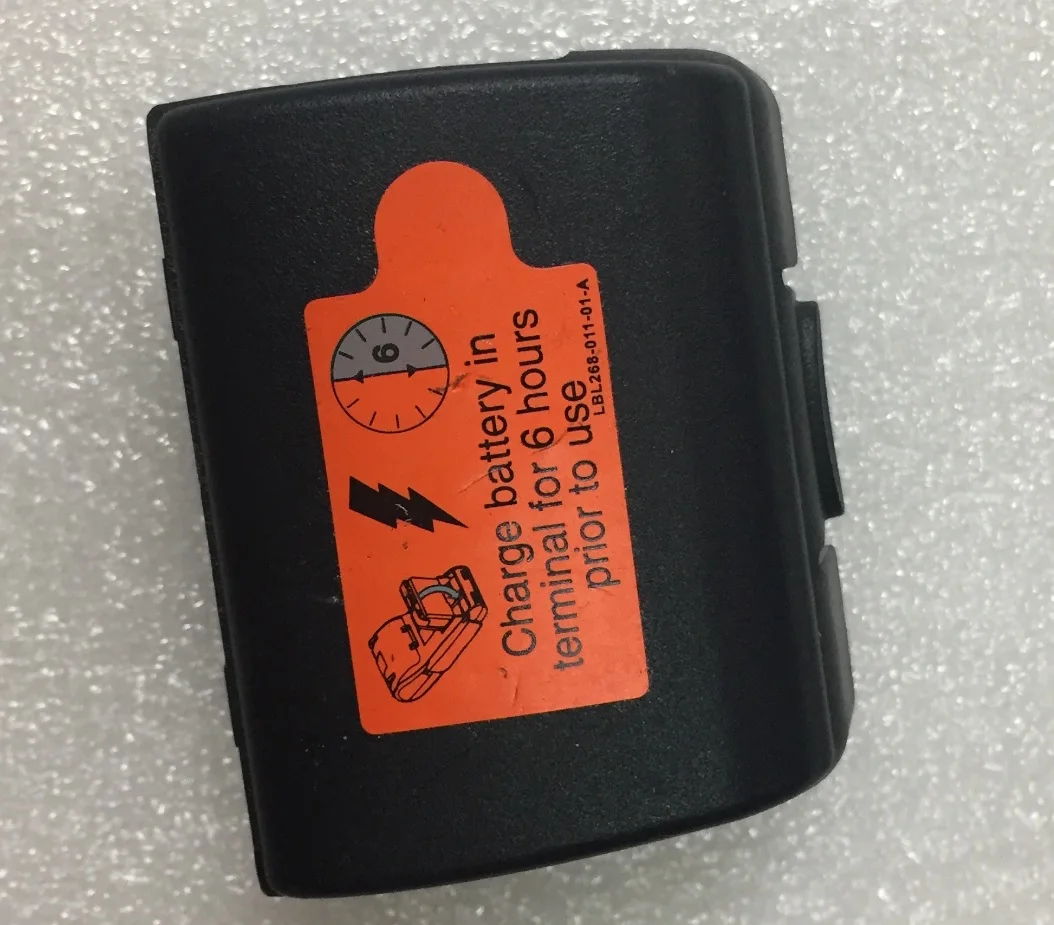 6
Charge battery in
terminal for 6 hours
prior to use
LBL268-011-01-A